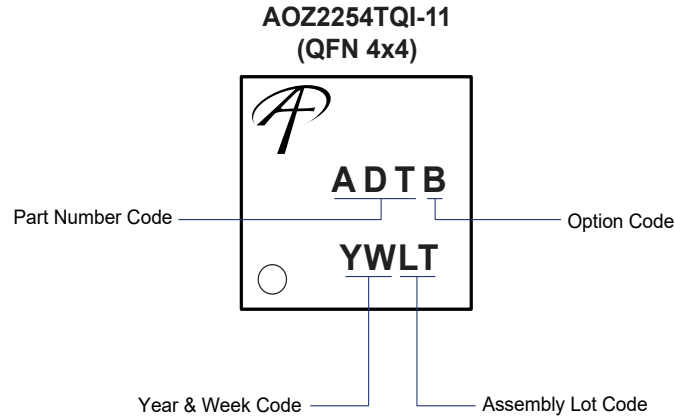 AOZ2254TQI-11
(QFN 4x4)
ADTB
Part Number Code
Option Code
YWLT
Year & Week Code
Assembly Lot Code